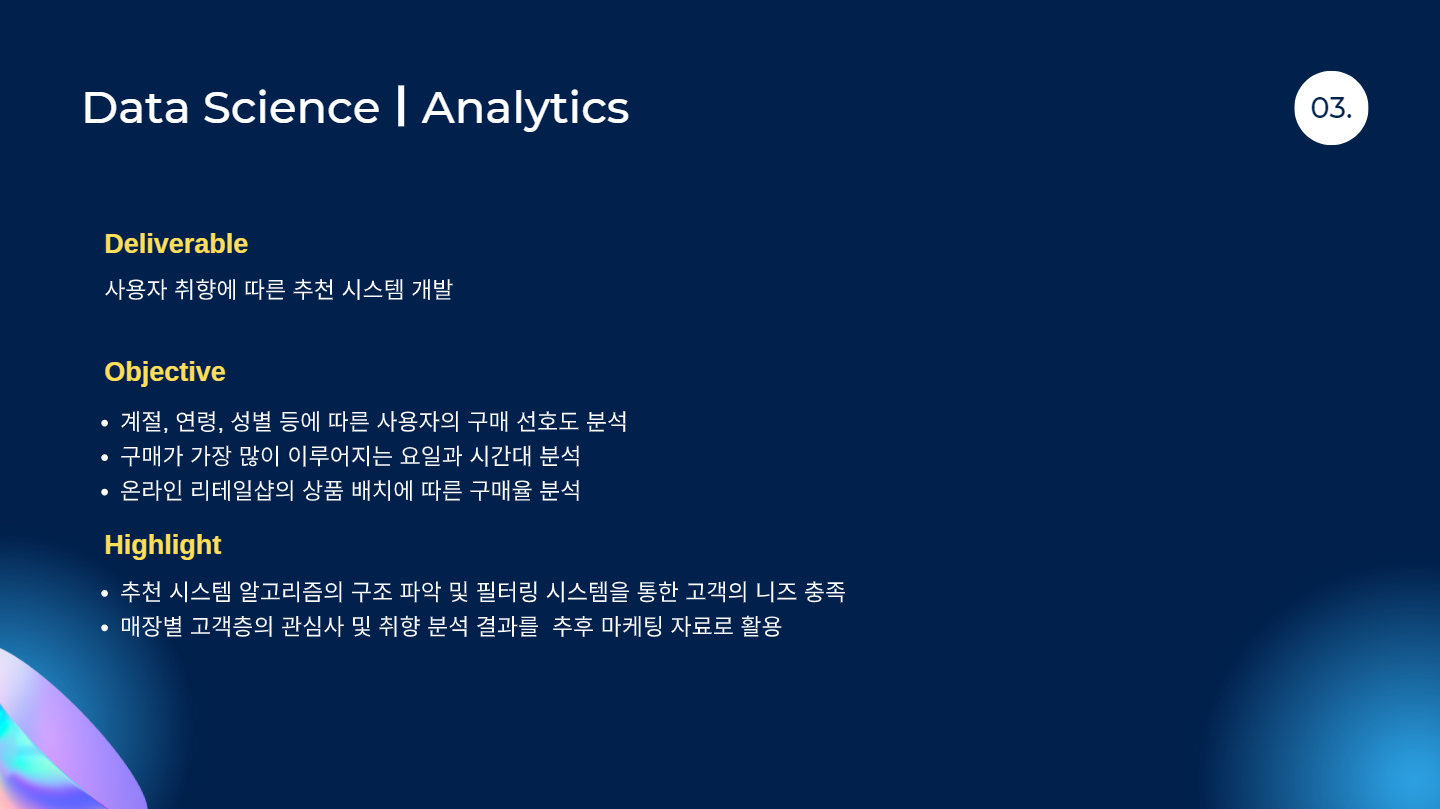 Data Science | Analytics
03.
Deliverable
사용자 취향에 따른 추천 시스템 개발
Objective
• 계절, 연령, 성별 등에 따른 사용자의 구매 선호도 분석
• 구매가 가장 많이 이루어지는 요일과 시간대 분석
• 온라인 리테일샵의 상품 배치에 따른 구매율 분석
Highlight
• 추천 시스템 알고리즘의 구조 파악 및 필터링 시스템을 통한 고객의 니즈 충족
• 매장별 고객층의 관심사 및 취향 분석 결과를  추후 마케팅 자료로 활용